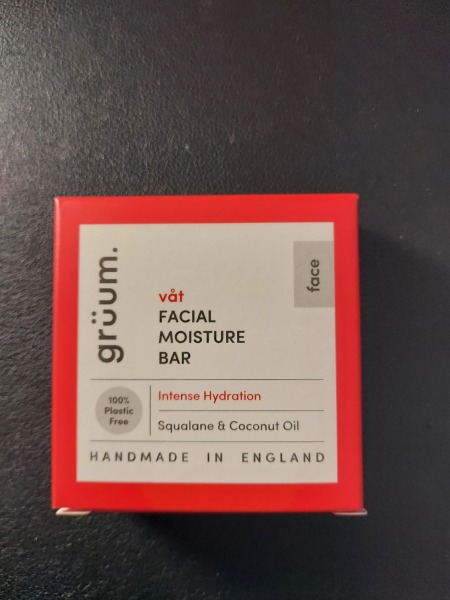 grüum.
face
våt
FACIAL
MOISTURE
BAR
100%
Plastic
Free
Intense Hydration
Squalane & Coconut Oil
HANDMADE IN ENGLAND